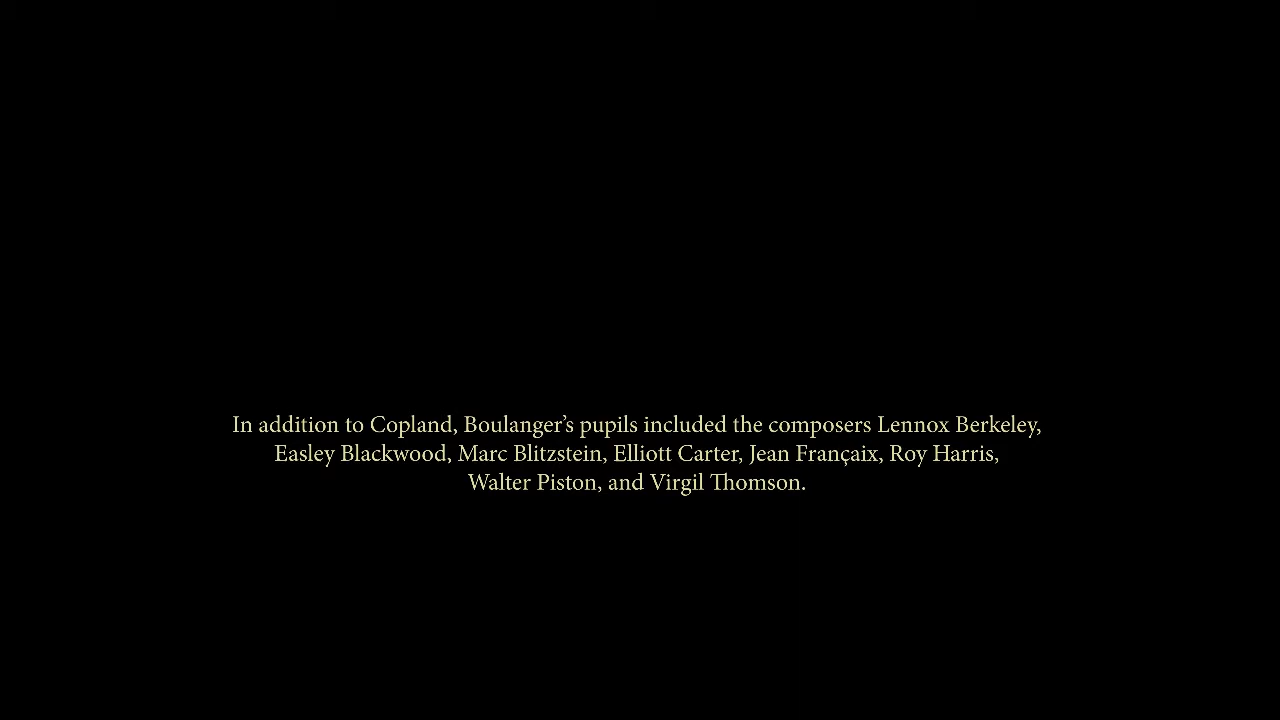 In addition to Copland, Boulanger’s pupils included the composers Lennox Berkeley,
Easley Blackwood, Marc Blitzstein, Elliott Carter, Jean Françaix, Roy Harris,
Walter Piston, and Virgil Thomson.